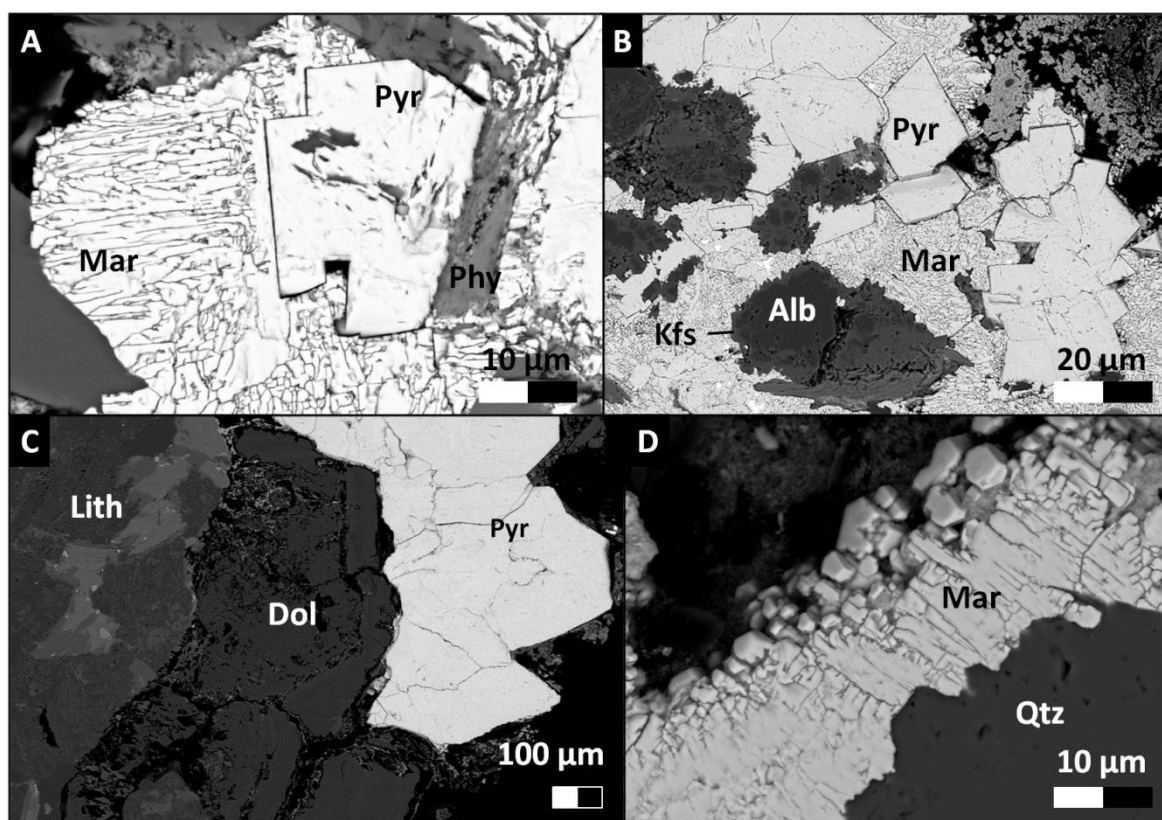 A
Pyr
Mar
Phy
10 µm
B
Pyr
Mar
Alb
Kfs
20 µm
C
Lith
Pyr
Dol
100 µm
D
Mar
Qtz
10 µm